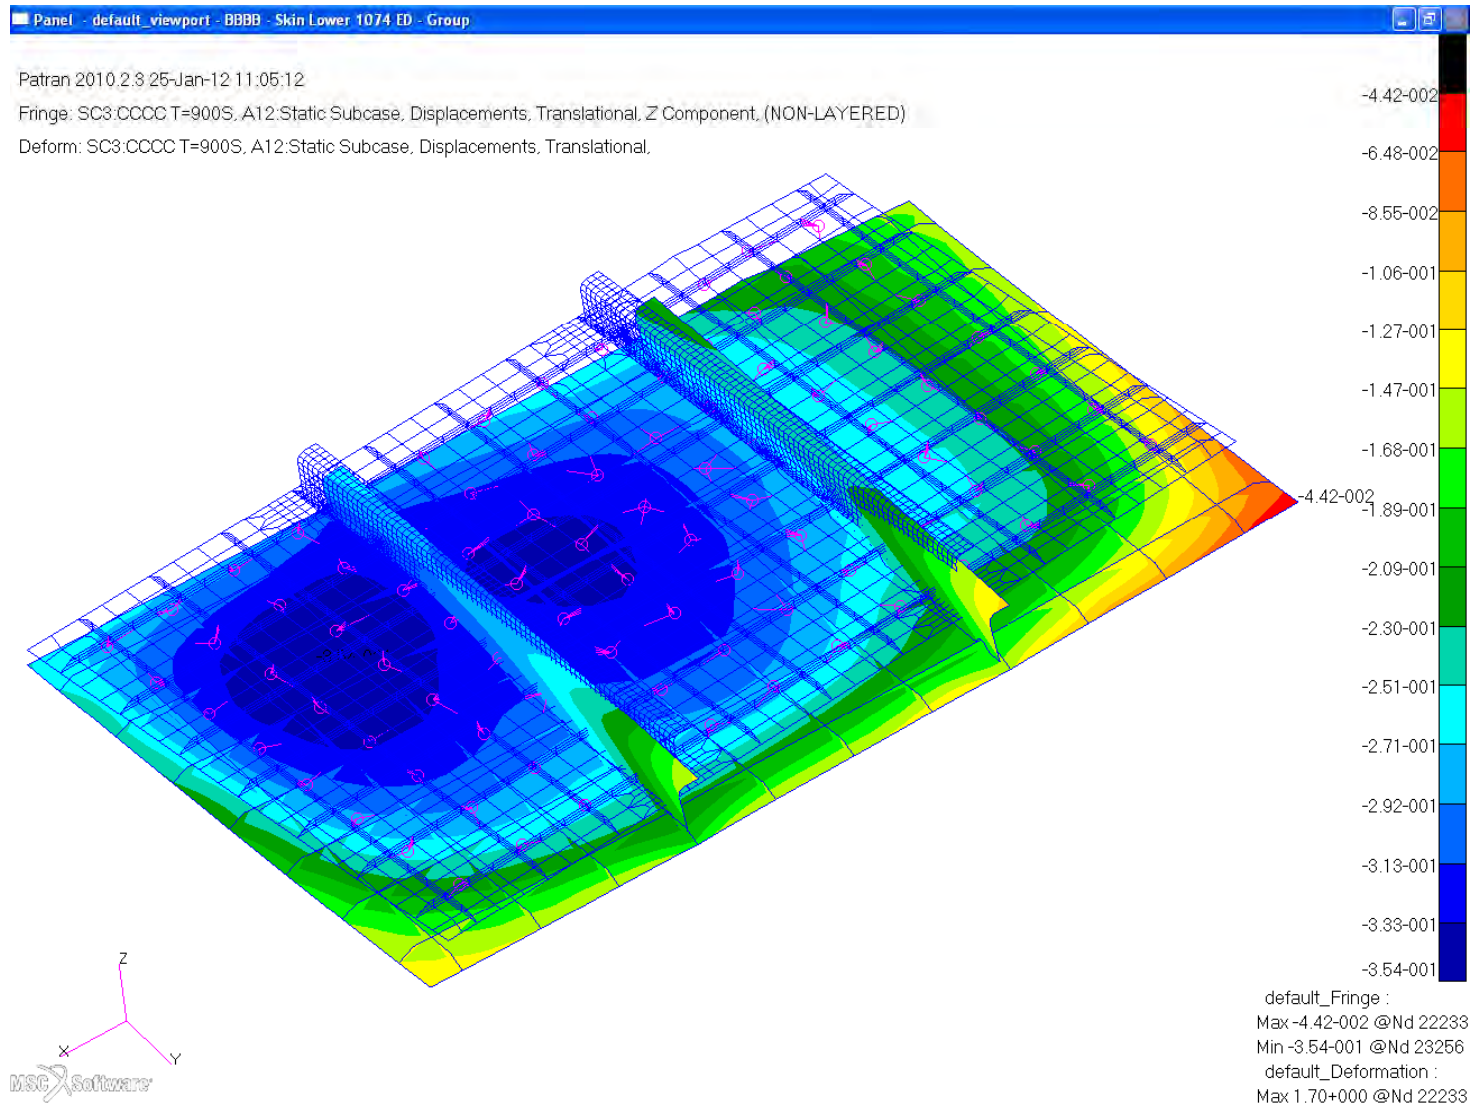 Panel - default_viewport - BBBB - Skin Lower 1074 ED - Group
Patran 2010.2.3 25-Jan-12 11:05:12
Fringe: SC3:CCCC T=900S, A12:Static Subcase, Displacements, Translational, Z Component, (NON-LAYERED)
Deform: SC3:CCCC T=900S, A12:Static Subcase, Displacements, Translational,
-4.42-002
-6.48-002
-8.55-002
-1.06-001
-1.27-001
-1.47-001
-1.68-001
-4.42-002
-1.89-001
-2.09-001
-2.30-001
-2.51-001
-2.71-001
-2.92-001
-3.13-001
-3.33-001
-3.54-001
default_Fringe :
Max -4.42-002 @Nd 22233
Min -3.54-001 @Nd 23256
default_Deformation :
Max 1.70+000 @Nd 22233
Z
X
Y
MSC Software